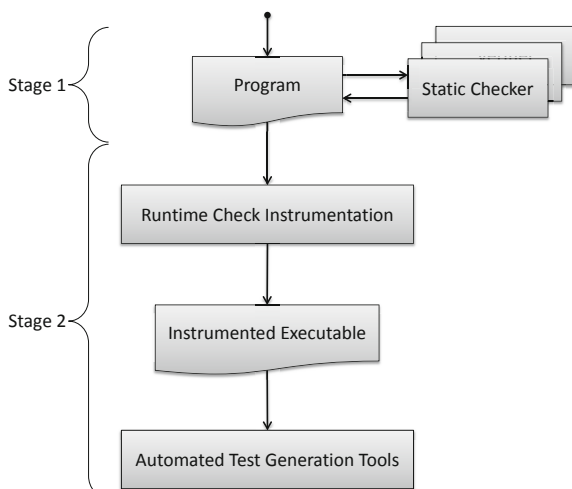 Stage 1
Program
Static Checker
Runtime Check Instrumentation
Stage 2
Instrumented Executable
Automated Test Generation Tools